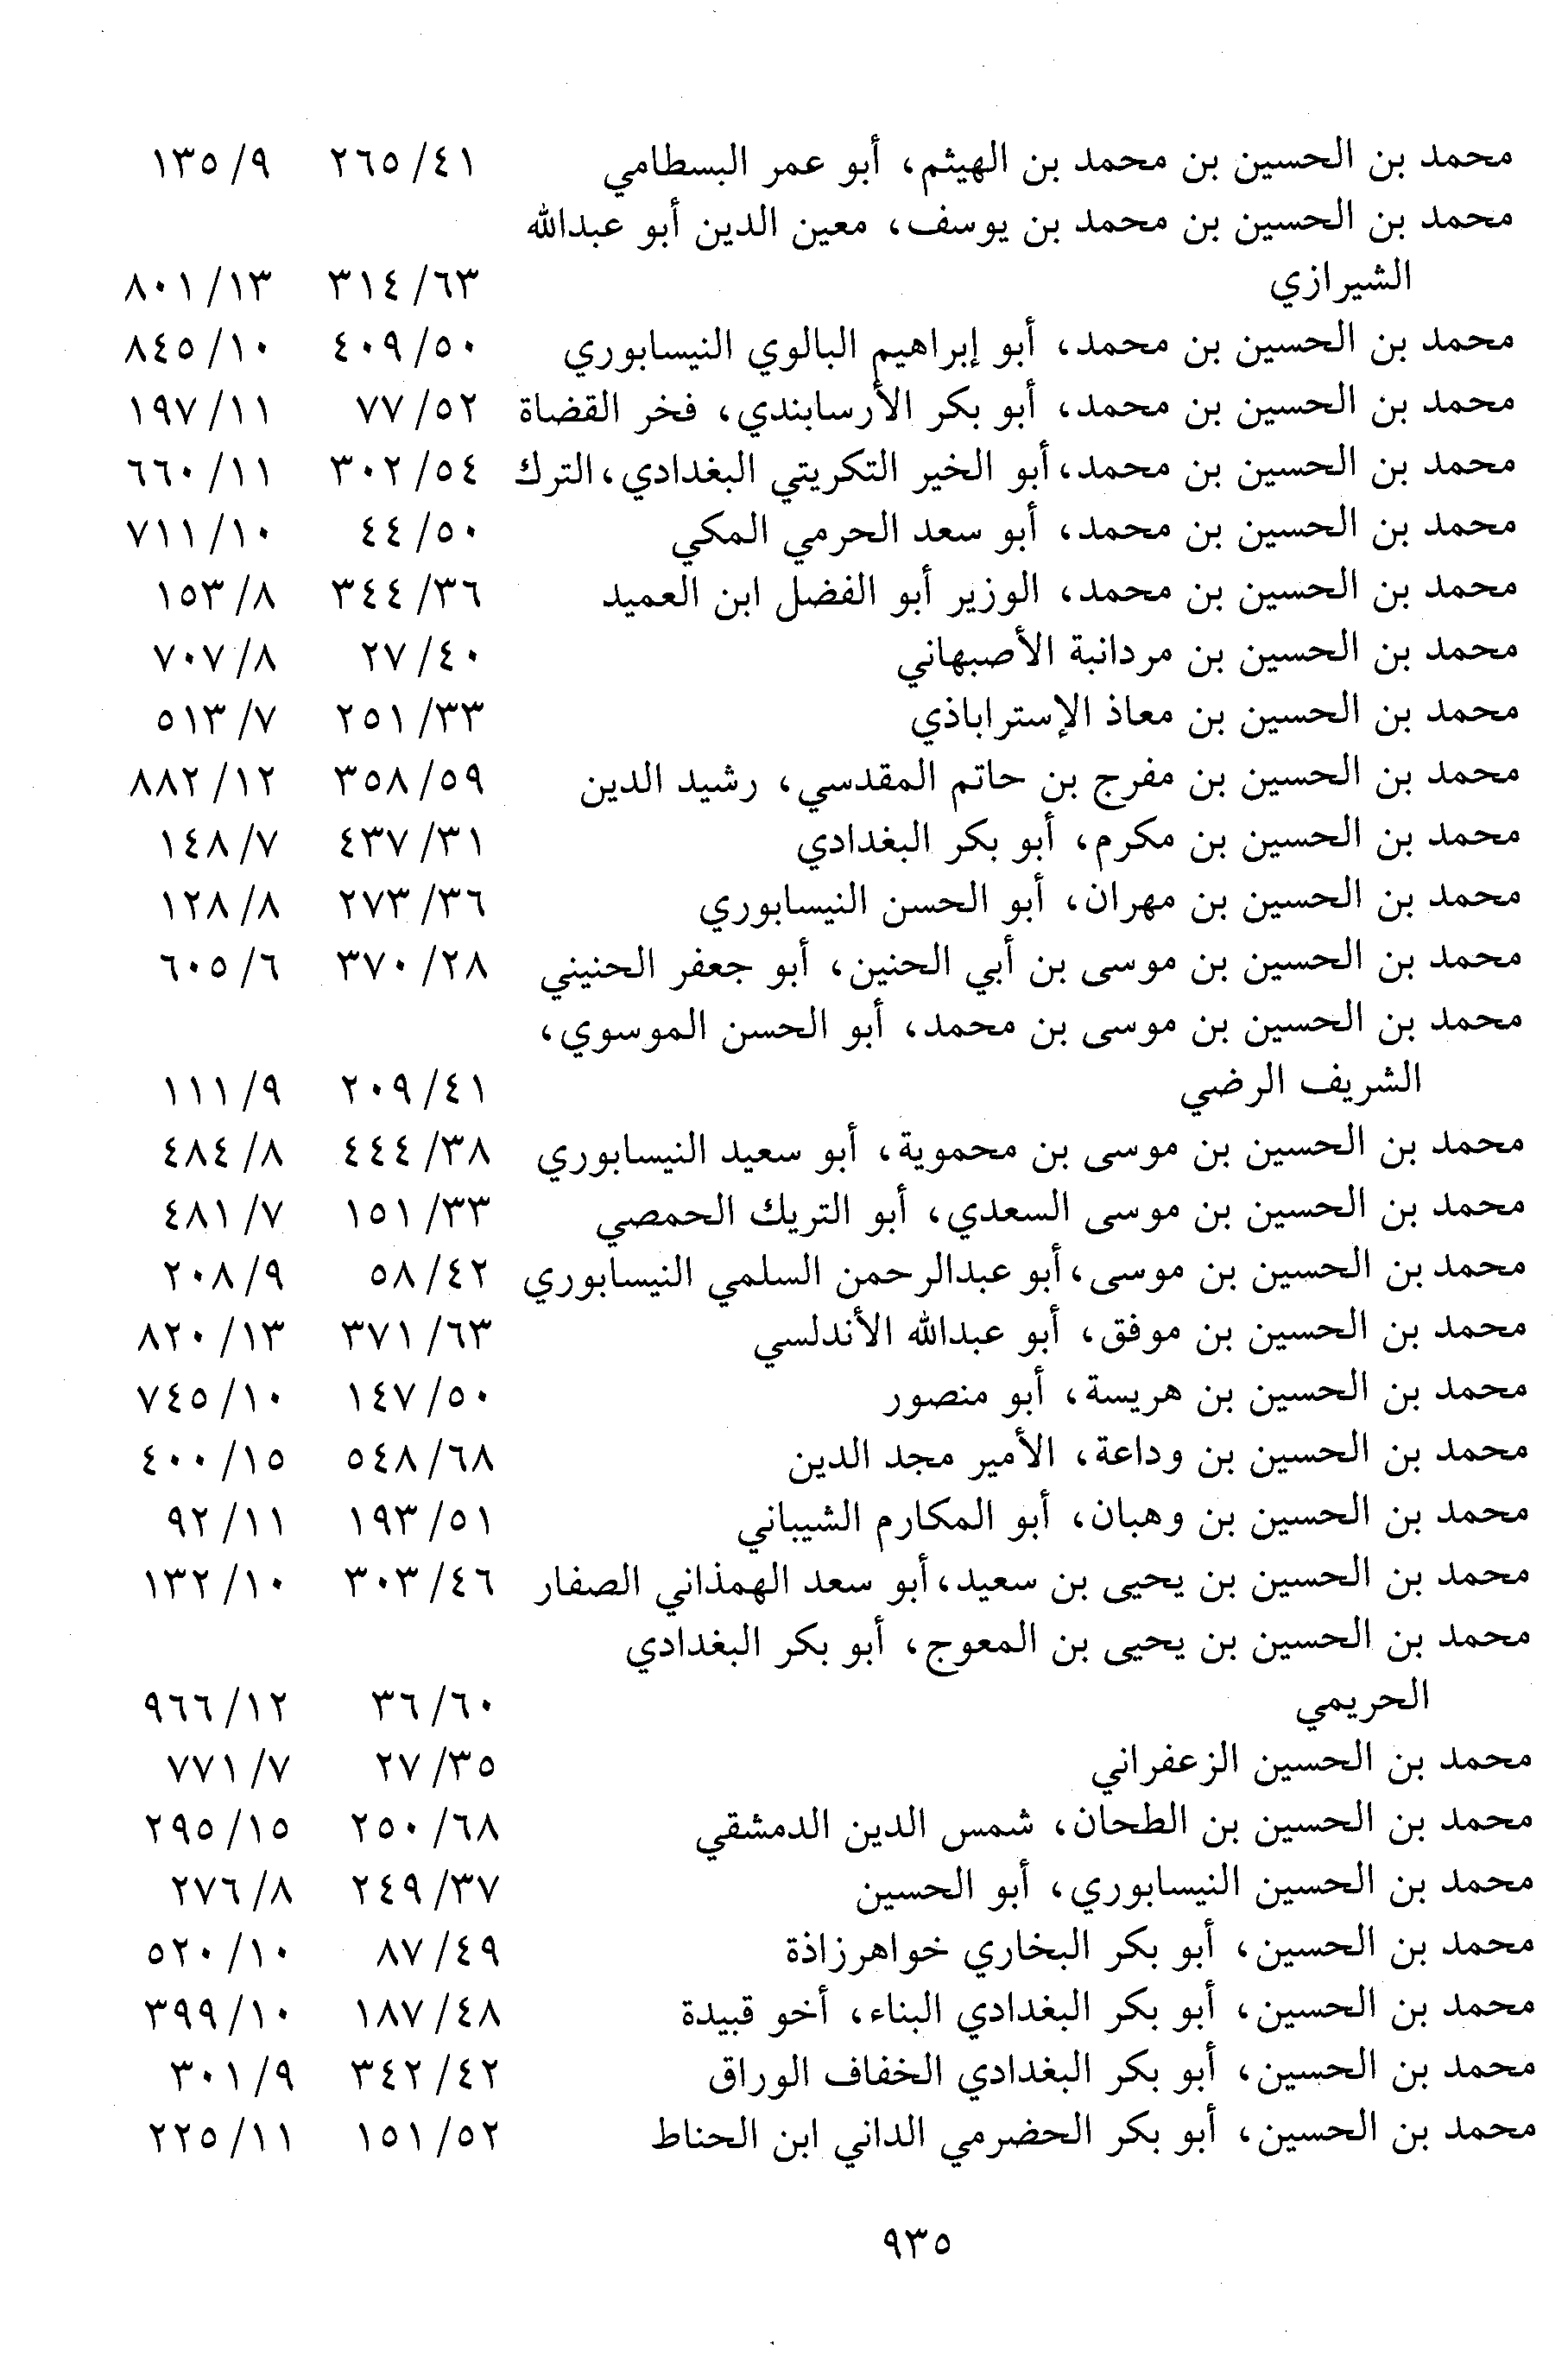 محمد بن الحسين بن محمد بن الهيثم، أبو عمر البسطامي ٤١/ ٢٦٥ ٩/ ١٣٥
محمد بن الحسين بن محمد بن يوسف، معين الدين أبو عبدالله
الشيرازي ٦٣/ ٣١٤ ١٣/ ٨٠١
محمد بن الحسين بن محمد، أبو إبراهيم البالوي النيسابوري ٥٠/ ٤٠٩ ١٠/ ٨٤٥
محمد بن الحسين بن محمد، أبو بكر الأرسابندي، فخر القضاة ٥٢/ ٧٧ ١١/ ١٩٧
محمد بن الحسين بن محمد، أبو الخير التكريتي البغدادي، الترك ٥٤/ ٣٠٢ ١١/ ٦٦٠
محمد بن الحسين بن محمد، أبو سعد الحرمي المكي ٥٠/ ٤٤ ١٠/ ٧١١
محمد بن الحسين بن محمد، الوزير أبو الفضل ابن العميد ٣٦/ ٣٤٤ ٨/ ١٥٣
محمد بن الحسين بن مردانبة الأصبهاني ٤٠/ ٢٧ ٨/ ٧٠٧
محمد بن الحسين بن معاذ الإستراباذي ٣٣/ ٢٥١ ٧/ ٥١٣
محمد بن الحسين بن مفرج بن حاتم المقدسي، رشيد الدين ٥٩/ ٣٥٨ ١٢/ ٨٨٢
محمد بن الحسين بن مكرم، أبو بكر البغدادي ٣١/ ٤٣٧ ٧/ ١٤٨
محمد بن الحسين بن مهران، أبو الحسن النيسابوري ٣٦/ ٢٧٣ ٨/ ١٢٨
محمد بن الحسين بن موسى بن أبي الحنين، أبو جعفر الحنيني ٢٨/ ٣٧٠ ٦/ ٦٠٥
محمد بن الحسين بن موسى بن محمد، أبو الحسن الموسوي،
الشريف الرضي ٤١/ ٢٠٩ ٩/ ١١١
محمد بن الحسين بن موسى بن محموية، أبو سعيد النيسابوري ٣٨/ ٤٤٤ ٨/ ٤٨٤
محمد بن الحسين بن موسى السعدي، أبو التريك الحمصي ٣٣/ ١٥١ ٧/ ٤٨١
محمد بن الحسين بن موسى، أبو عبدالرحمن السلمي النيسابوري ٤٢/ ٥٨ ٩/ ٢٠٨
محمد بن الحسين بن موفق، أبو عبدالله الأندلسي ٦٣/ ٣٧١ ١٣/ ٨٢٠
محمد بن الحسين بن هريسة، أبو منصور ٥٠/ ١٤٧ ١٠/ ٧٤٥
محمد بن الحسين بن وداعة، الأمير مجد الدين ٦٨/ ٥٤٨ ١٥/ ٤٠٠
محمد بن الحسين بن وهبان، أبو المكارم الشيباني ٥١/ ١٩٣ ١١/ ٩٢
محمد بن الحسين بن يحيى بن سعيد، أبو سعد الهمذاني الصفار ٤٦/ ٣٠٣ ١٠/ ١٣٢
محمد بن الحسين بن يحيى بن المعوج، أبو بكر البغدادي
الحريمي ٦٠/ ٣٦ ١٢/ ٩٦٦
محمد بن الحسين الزعفراني ٣٥/ ٢٧ ٧/ ٧٧١
محمد بن الحسين بن الطحان، شمس الدين الدمشقي ٦٨/ ٢٥٠ ١٥/ ٢٩٥
محمد بن الحسين النيسابوري، أبو الحسين ٣٧/ ٢٤٩ ٨/ ٢٧٦
محمد بن الحسين، أبو بكر البخاري خواهرزاذة ٤٩/ ٨٧ ١٠/ ٥٢٠
محمد بن الحسين، أبو بكر البغدادي البناء، أخو قبيدة ٤٨/ ١٨٧ ١٠/ ٣٩٩
محمد بن الحسين، أبو بكر البغدادي الخفاف الوراق ٤٢/ ٣٤٢ ٩/ ٣٠١
محمد بن الحسين، أبو بكر الحضرمي الداني ابن الحناط ٥٢/ ١٥١ ١١/ ٢٢٥
٩٣٥